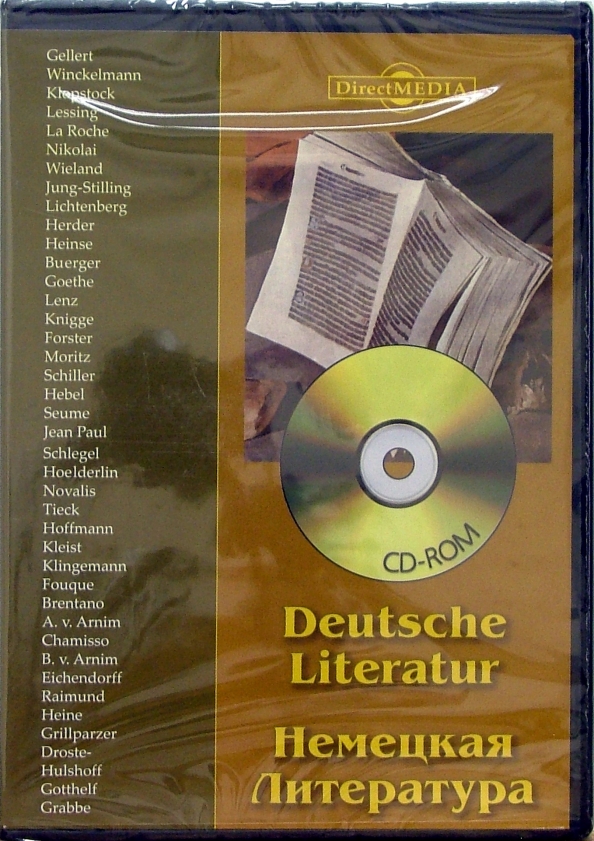 Gellert
Winckelmann
Klopstock
Lessing
La Roche
Nikolai
Wieland
Jung-Stilling
Lichtenberg
Herder
Heinse
Buerger
Goethe
Lenz
Knigge
Forster
Moritz
Schiller
Hebel
Seume
Jean Paul
Schlegel
Hoelderlin
Novalis
Tieck
Hoffmann
Kleist
Klingemann
Fouque
Brentano
A. v. Arnim
Chamisso
B. v. Arnim
Eichendorff
Raimund
Heine
Grillparzer
Droste-
Hulshoff
Gotthelf
Grabbe
DirectMEDIA
CD-ROM
Deutsche
Literatur
Немецкая
Литература